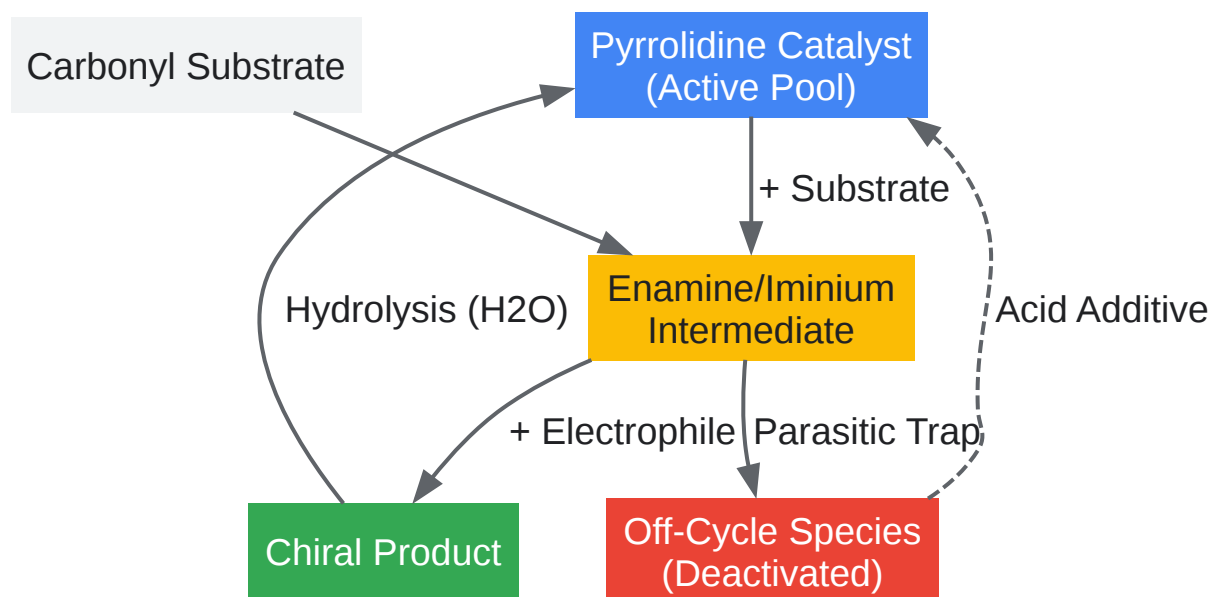 Carbonyl Substrate
Pyrrolidine Catalyst
(Active Pool)
+ Substrate
Enamine/Iminium
Intermediate
Hydrolysis (H2O)
Acid Additive
+ Electrophile
Parasitic Trap
Chiral Product
Off-Cycle Species
(Deactivated)